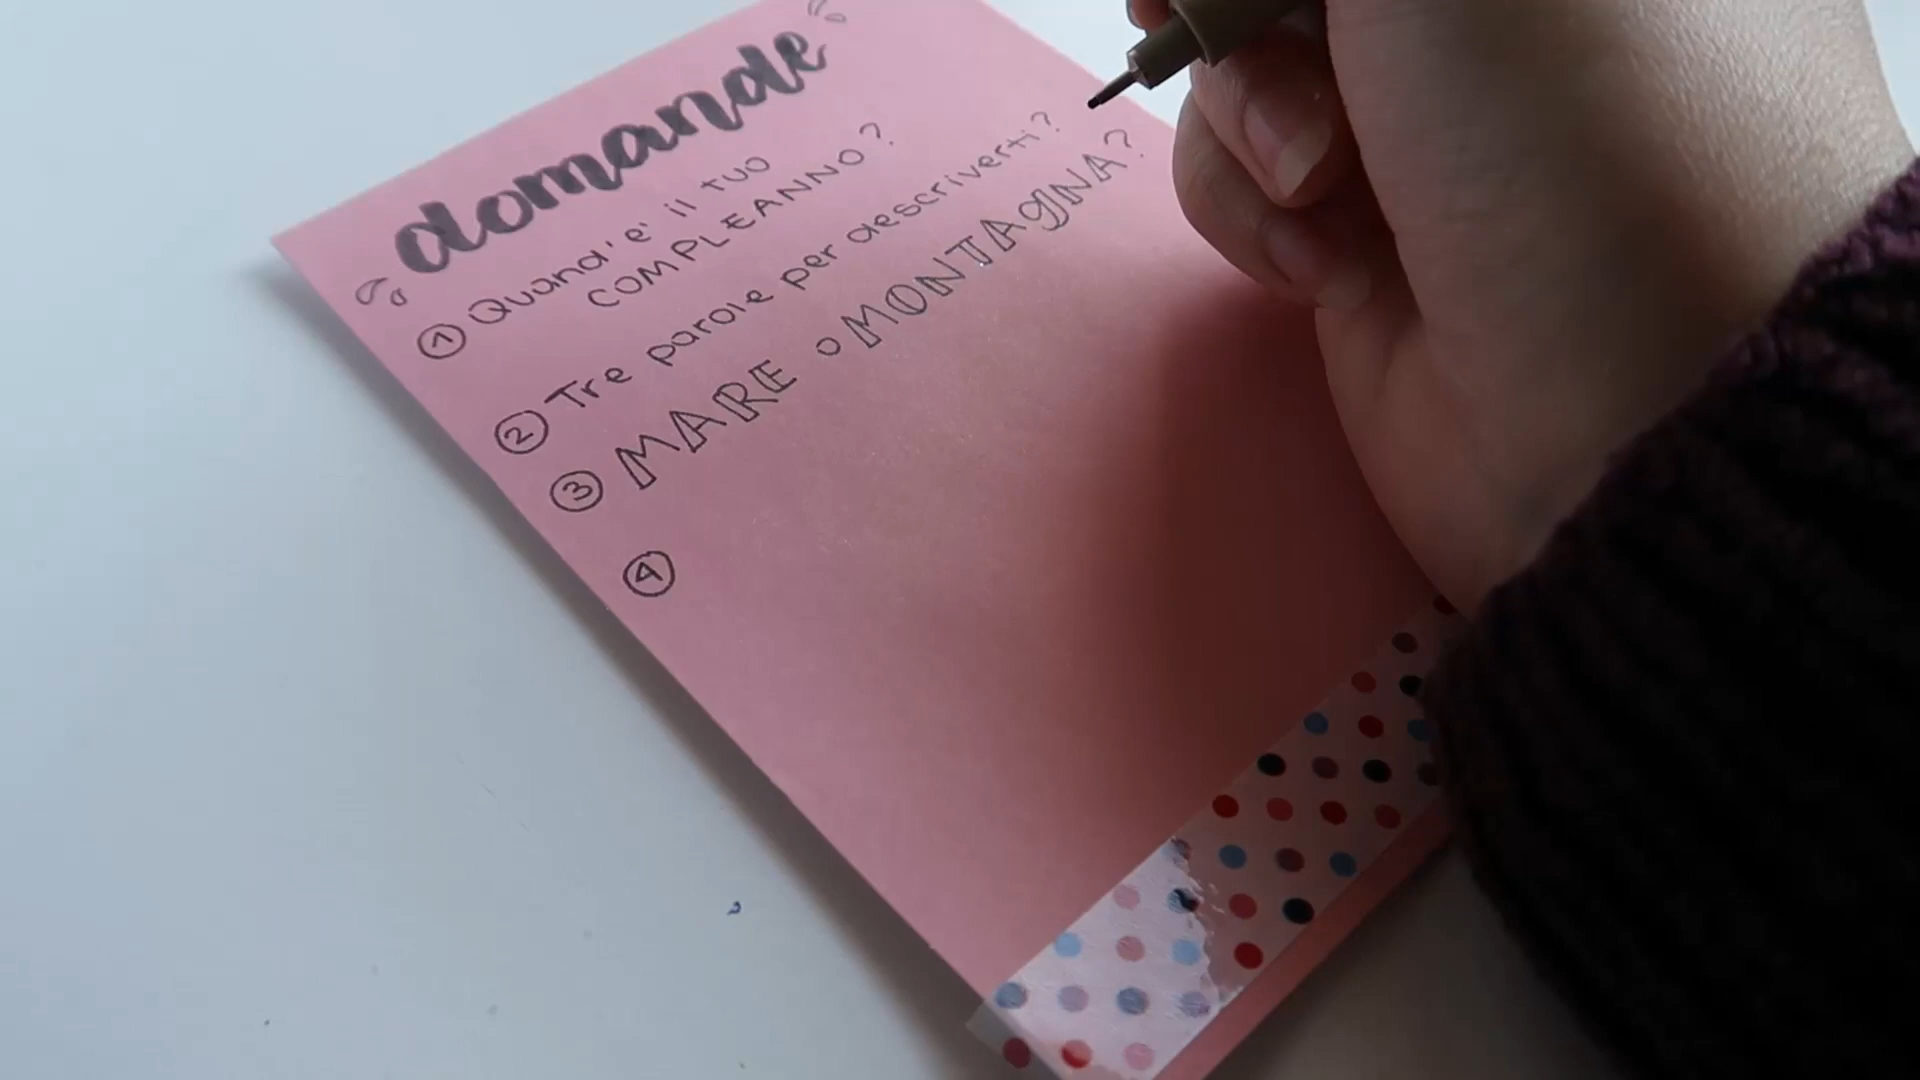 domande
① Quand'e' il tuo
COMPLEANNO?
② Tre parole per descriverti?
③ MARE o MONTAGNA?
④